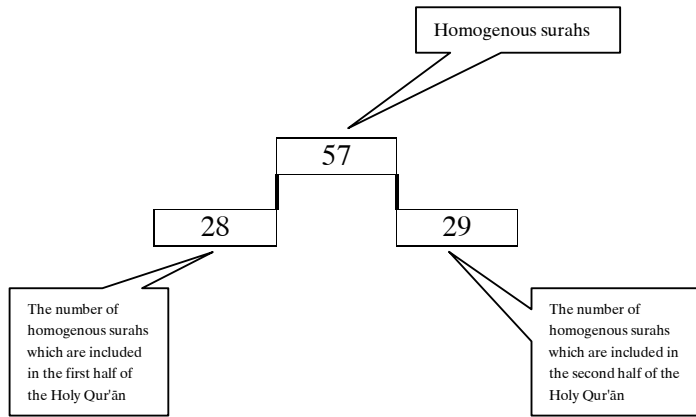 Homogenous surahs
57
28
29
The number of
homogenous surahs
which are included
in the first half of
the Holy Qur'ān
The number of
homogenous surahs
which are included in
the second half of the
Holy Qur'ān